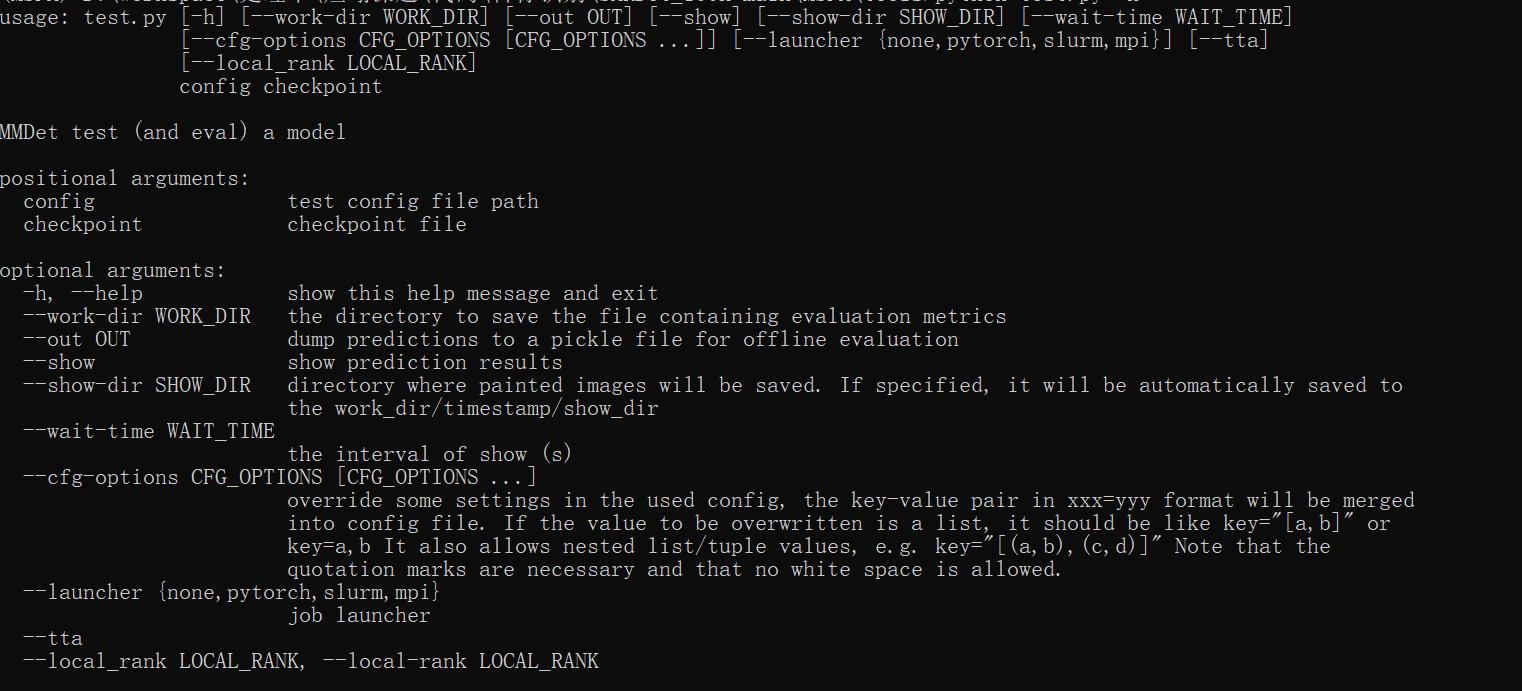 usage: test.py [-h] [--work-dir WORK_DIR] [--out OUT] [--show] [--show-dir SHOW_DIR] [--wait-time WAIT_TIME]
[--cfg-options CFG_OPTIONS [CFG_OPTIONS ...]] [--launcher {none,pytorch,slurm,mpi}] [--tta]
[--local_rank LOCAL_RANK]
config checkpoint
MMDet test (and eval) a model
positional arguments:
config test config file path
checkpoint checkpoint file
optional arguments:
-h, --help show this help message and exit
--work-dir WORK_DIR the directory to save the file containing evaluation metrics
--out OUT dump predictions to a pickle file for offline evaluation
--show show prediction results
--show-dir SHOW_DIR directory where painted images will be saved. If specified, it will be automatically saved to
the work_dir/timestamp/show_dir
--wait-time WAIT_TIME
the interval of show (s)
--cfg-options CFG_OPTIONS [CFG_OPTIONS ...]
override some settings in the used config, the key-value pair in xxx=yyy format will be merged
into config file. If the value to be overwritten is a list, it should be like key="[a,b]" or
key=a,b It also allows nested list/tuple values, e.g. key="[(a,b),(c,d)]" Note that the
quotation marks are necessary and that no white space is allowed.
--launcher {none,pytorch,slurm,mpi}
job launcher
--tta
--local_rank LOCAL_RANK, --local-rank LOCAL_RANK